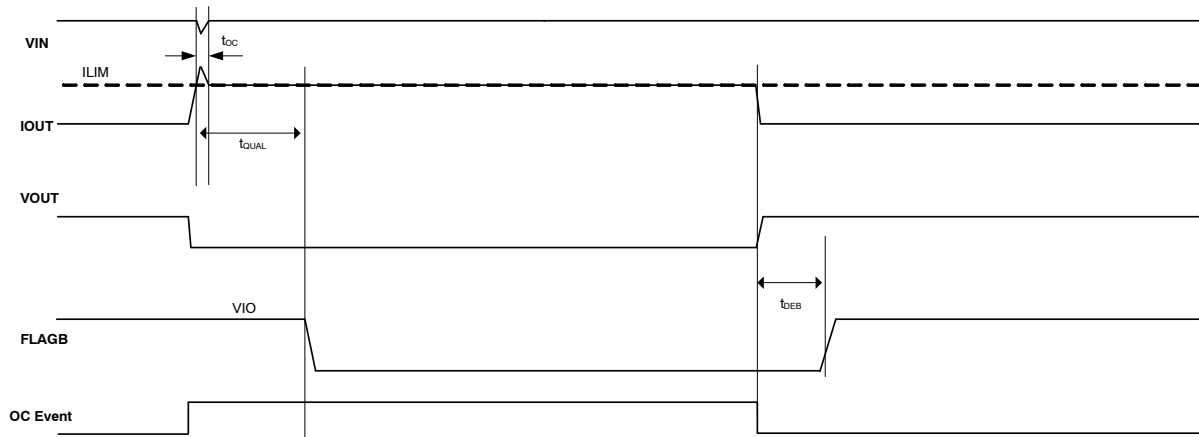 VIN
tOC
ILIM
IOUT
tQUAL
VOUT
VIO
tDEB
FLAGB
OC Event